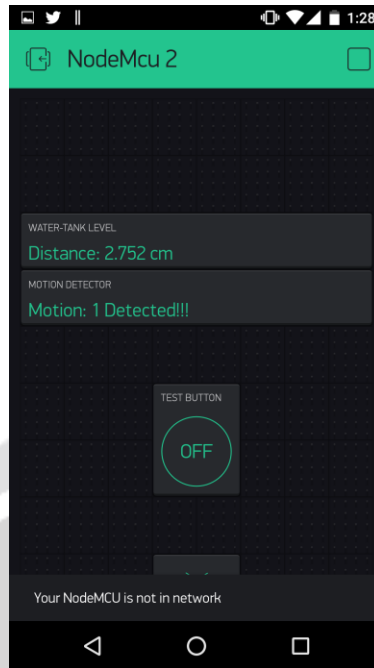 1:28
NodeMcu 2
WATER-TANK LEVEL
Distance: 2.752 cm
MOTION DETECTOR
Motion: 1 Detected!!!
TEST BUTTON
OFF
Your NodeMCU is not in network